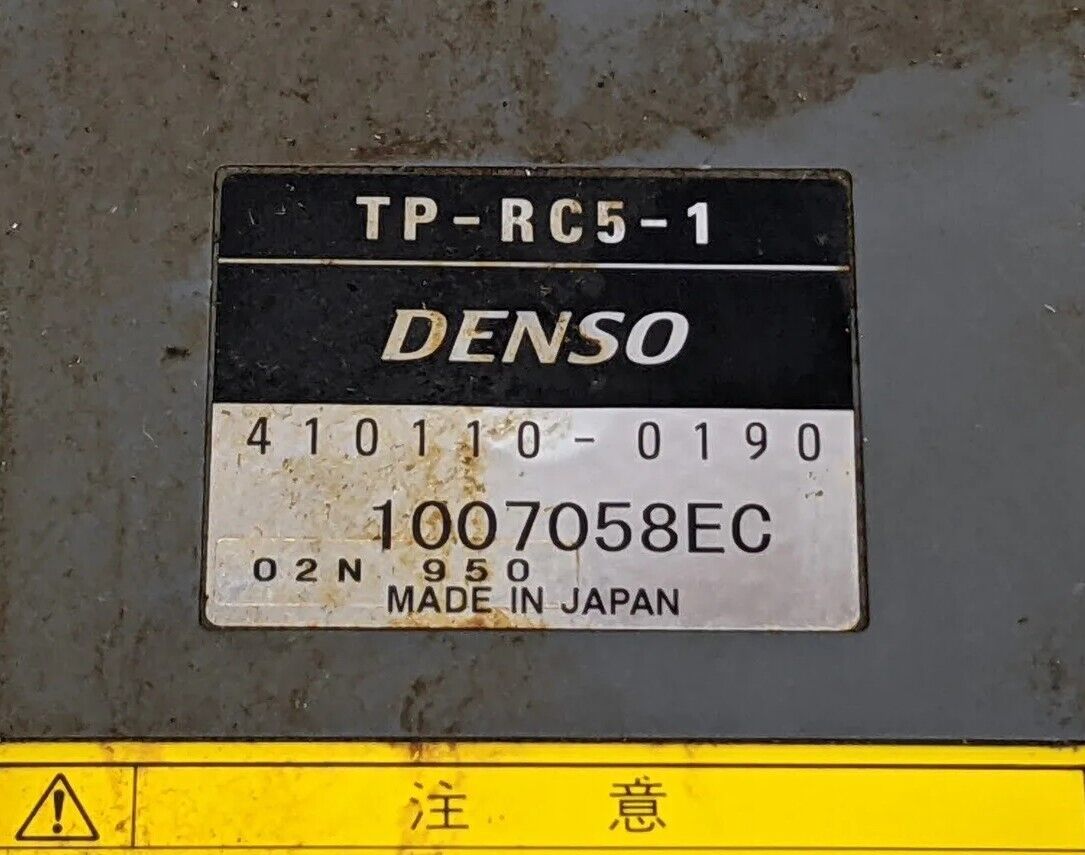 TP-RC5-1
DENSO
410110-0190
1007058EC
02N 950
MADE IN JAPAN
注意